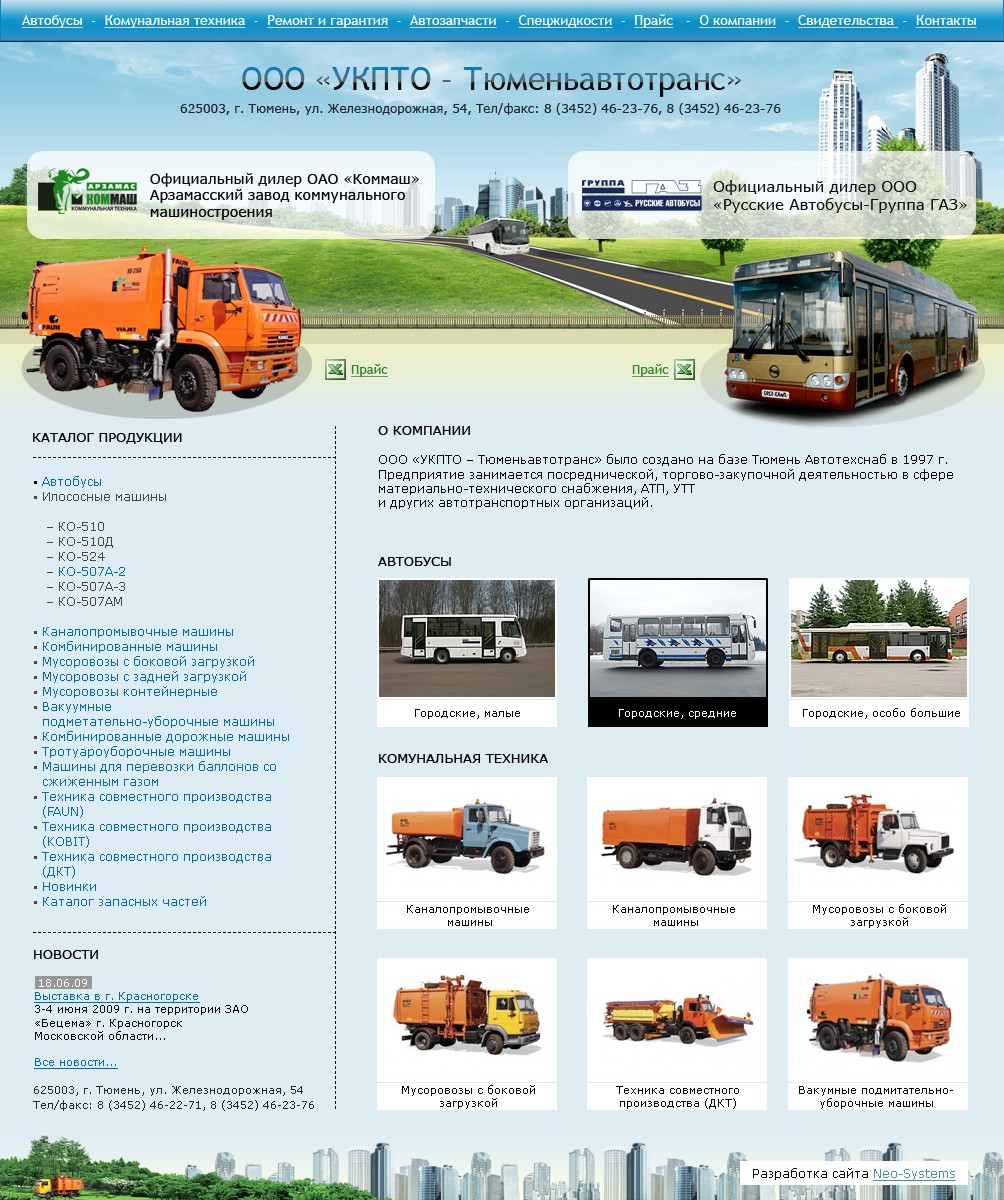 Автобусы - Комунальная техника - Ремонт и гарантия - Автозапчасти - Спецжидкости - Прайс - О компании - Свидетельства - Контакты
ООО «УКПТО - Тюменьавтотранс»
625003, г. Тюмень, ул. Железнодорожная, 54, Тел/факс: 8 (3452) 46-23-76, 8 (3452) 46-23-76
АРЗАМАС
КОММАШ
КОММУНАЛЬНАЯ ТЕХНИКА
Официальный дилер ОАО «Коммаш»
Арзамасский завод коммунального
машиностроения
ГРУППА ГАЗ
РУССКИЕ АВТОБУСЫ
Официальный дилер ООО
«Русские Автобусы-Группа ГАЗ»
FAUN
КОММАШ
FAUN
VIAJET
Прайс
Прайс
КАТАЛОГ ПРОДУКЦИИ
Автобусы
Илососные машины
– КО-510
– КО-510Д
– КО-524
– КО-507А-2
– КО-507А-3
– КО-507АМ
Каналопромывочные машины
Комбинированные машины
Мусоровозы с боковой загрузкой
Мусоровозы с задней загрузкой
Мусоровозы контейнерные
Вакуумные
подметательно-уборочные машины
Комбинированные дорожные машины
Тротуароуборочные машины
Машины для перевозки баллонов со
сжиженным газом
Техника совместного производства
(FAUN)
Техника совместного производства
(КОВIT)
Техника совместного производства
(ДКТ)
Новинки
Каталог запасных частей
НОВОСТИ
18.06.09
Выставка в г. Красногорске
3-4 июня 2009 г. на территории ЗАО
«Бецема» г. Красногорск
Московской области...
Все новости...
625003, г. Тюмень, ул. Железнодорожная, 54
Тел/факс: 8 (3452) 46-22-71, 8 (3452) 46-23-76
О КОМПАНИИ
ООО «УКПТО – Тюменьавтотранс» было создано на базе Тюмень Автотехснаб в 1997 г.
Предприятие занимается посреднической, торгово-закупочной деятельностью в сфере
материально-технического снабжения, АТП, УТТ
и других автотранспортных организаций.
АВТОБУСЫ
Городские, малые
Городские, средние
Городские, особо большие
КОМУНАЛЬНАЯ ТЕХНИКА
Каналопромывочные
машины
Каналопромывочные
машины
Мусоровозы с боковой
загрузкой
Мусоровозы с боковой
загрузкой
Техника совместного
производства (ДКТ)
Вакумные подмитательно-
уборочные машины
Разработка сайта Neo-Systems